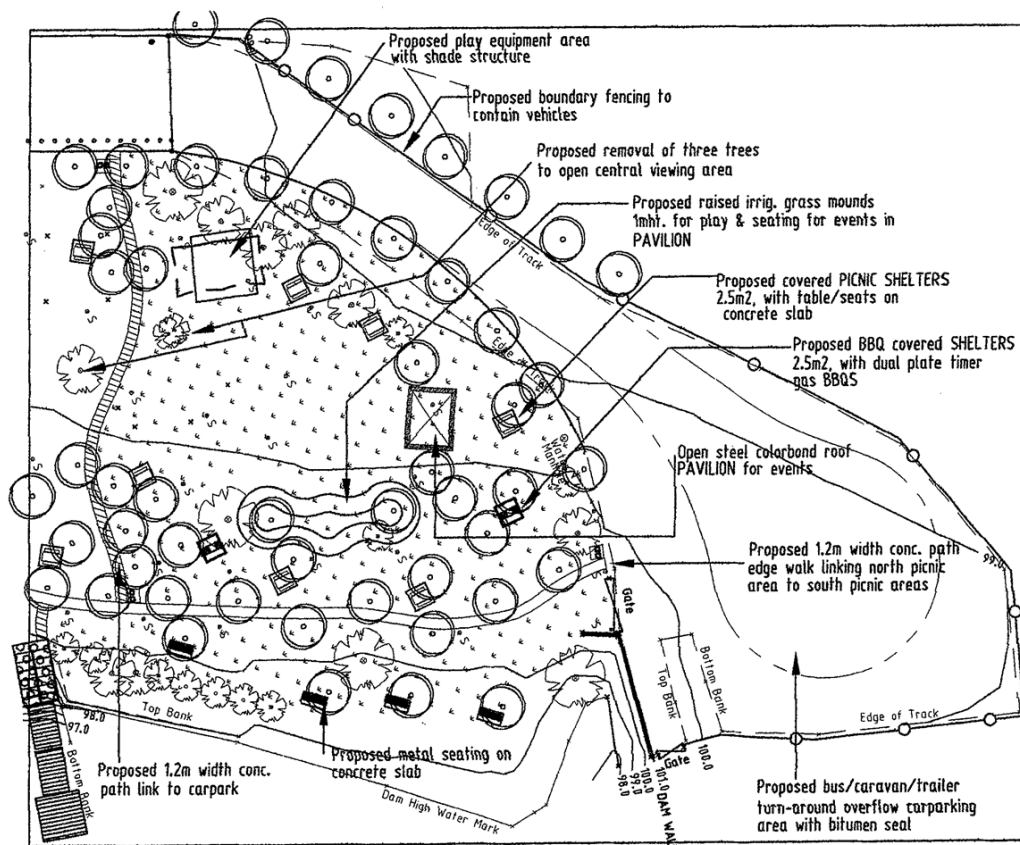 Proposed play equipment area
with shade structure
Proposed boundary fencing to
contain vehicles
Proposed removal of three trees
to open central viewing area
Proposed raised irrig. grass mounds
1mht. for play & seating for events in
PAVILION
Edge of Track
Proposed covered PICNIC SHELTERS
2.5m2, with table/seats on
concrete slab
Proposed BBQ covered SHELTERS
2.5m2, with dual plate timer
gas BBQS
Edge of Track
Open steel colorbond roof
PAVILION for events
Proposed 1.2m width conc. path
edge walk linking north picnic
area to south picnic areas
99.0
Gate
Top Bank
Bottom Bank
Edge of Track
Top Bank
98.0
97.0
Bottom Bank
Proposed metal seating on
concrete slab
Dam High Water Mark
Proposed 1.2m width conc.
path link to carpark
Gate
100.0
101.0
100.0
99.0
98.0
DAM WAL
Proposed bus/caravan/trailer
turn-around overflow carparking
area with bitumen seal